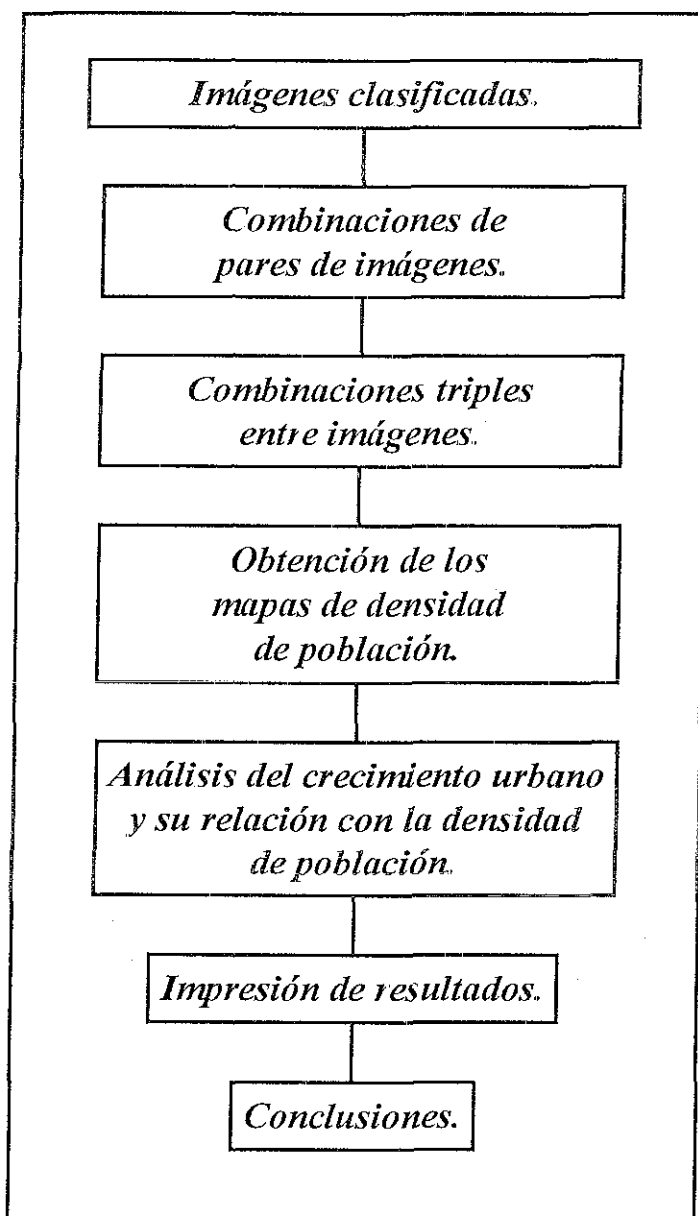 Imágenes clasificadas.
Combinaciones de
pares de imágenes.
Combinaciones triples
entre imágenes.
Obtención de los
mapas de densidad
de población.
Análisis del crecimiento urbano
y su relación con la densidad
de población.
Impresión de resultados.
Conclusiones.